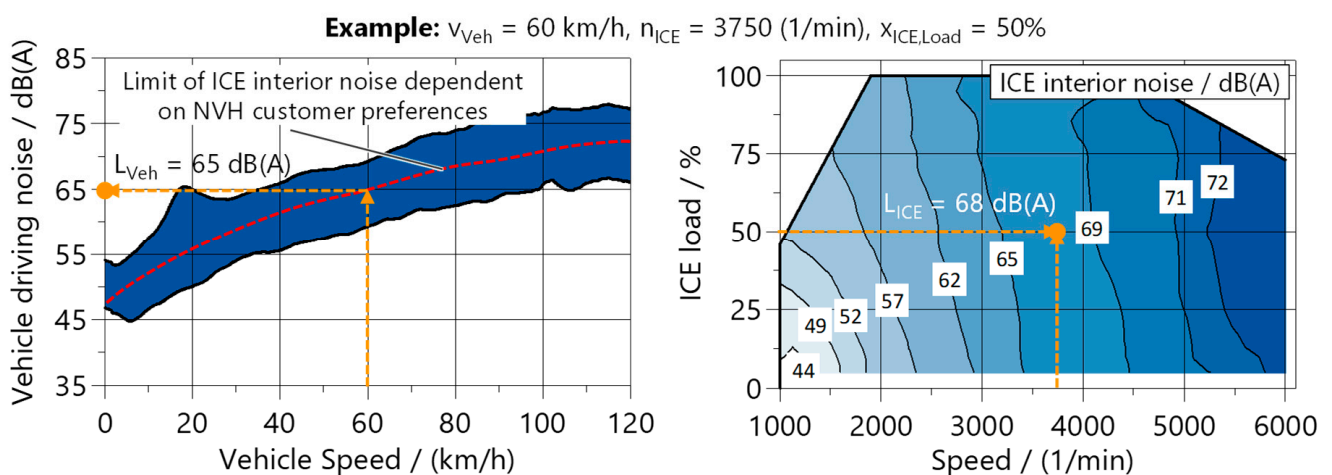 Example: vVeh = 60 km/h, nICE = 3750 (1/min), xICE,Load = 50%
Vehicle driving noise / dB(A)
85
75
65
55
45
35
Limit of ICE interior noise dependent
on NVH customer preferences
LVeh = 65 dB(A)
0 20 40 60 80 100 120
Vehicle Speed / (km/h)
ICE load / %
100
75
50
25
0
ICE interior noise / dB(A)
LICE = 68 dB(A)
72
71
69
65
62
57
52
49
44
1000 2000 3000 4000 5000 6000
Speed / (1/min)